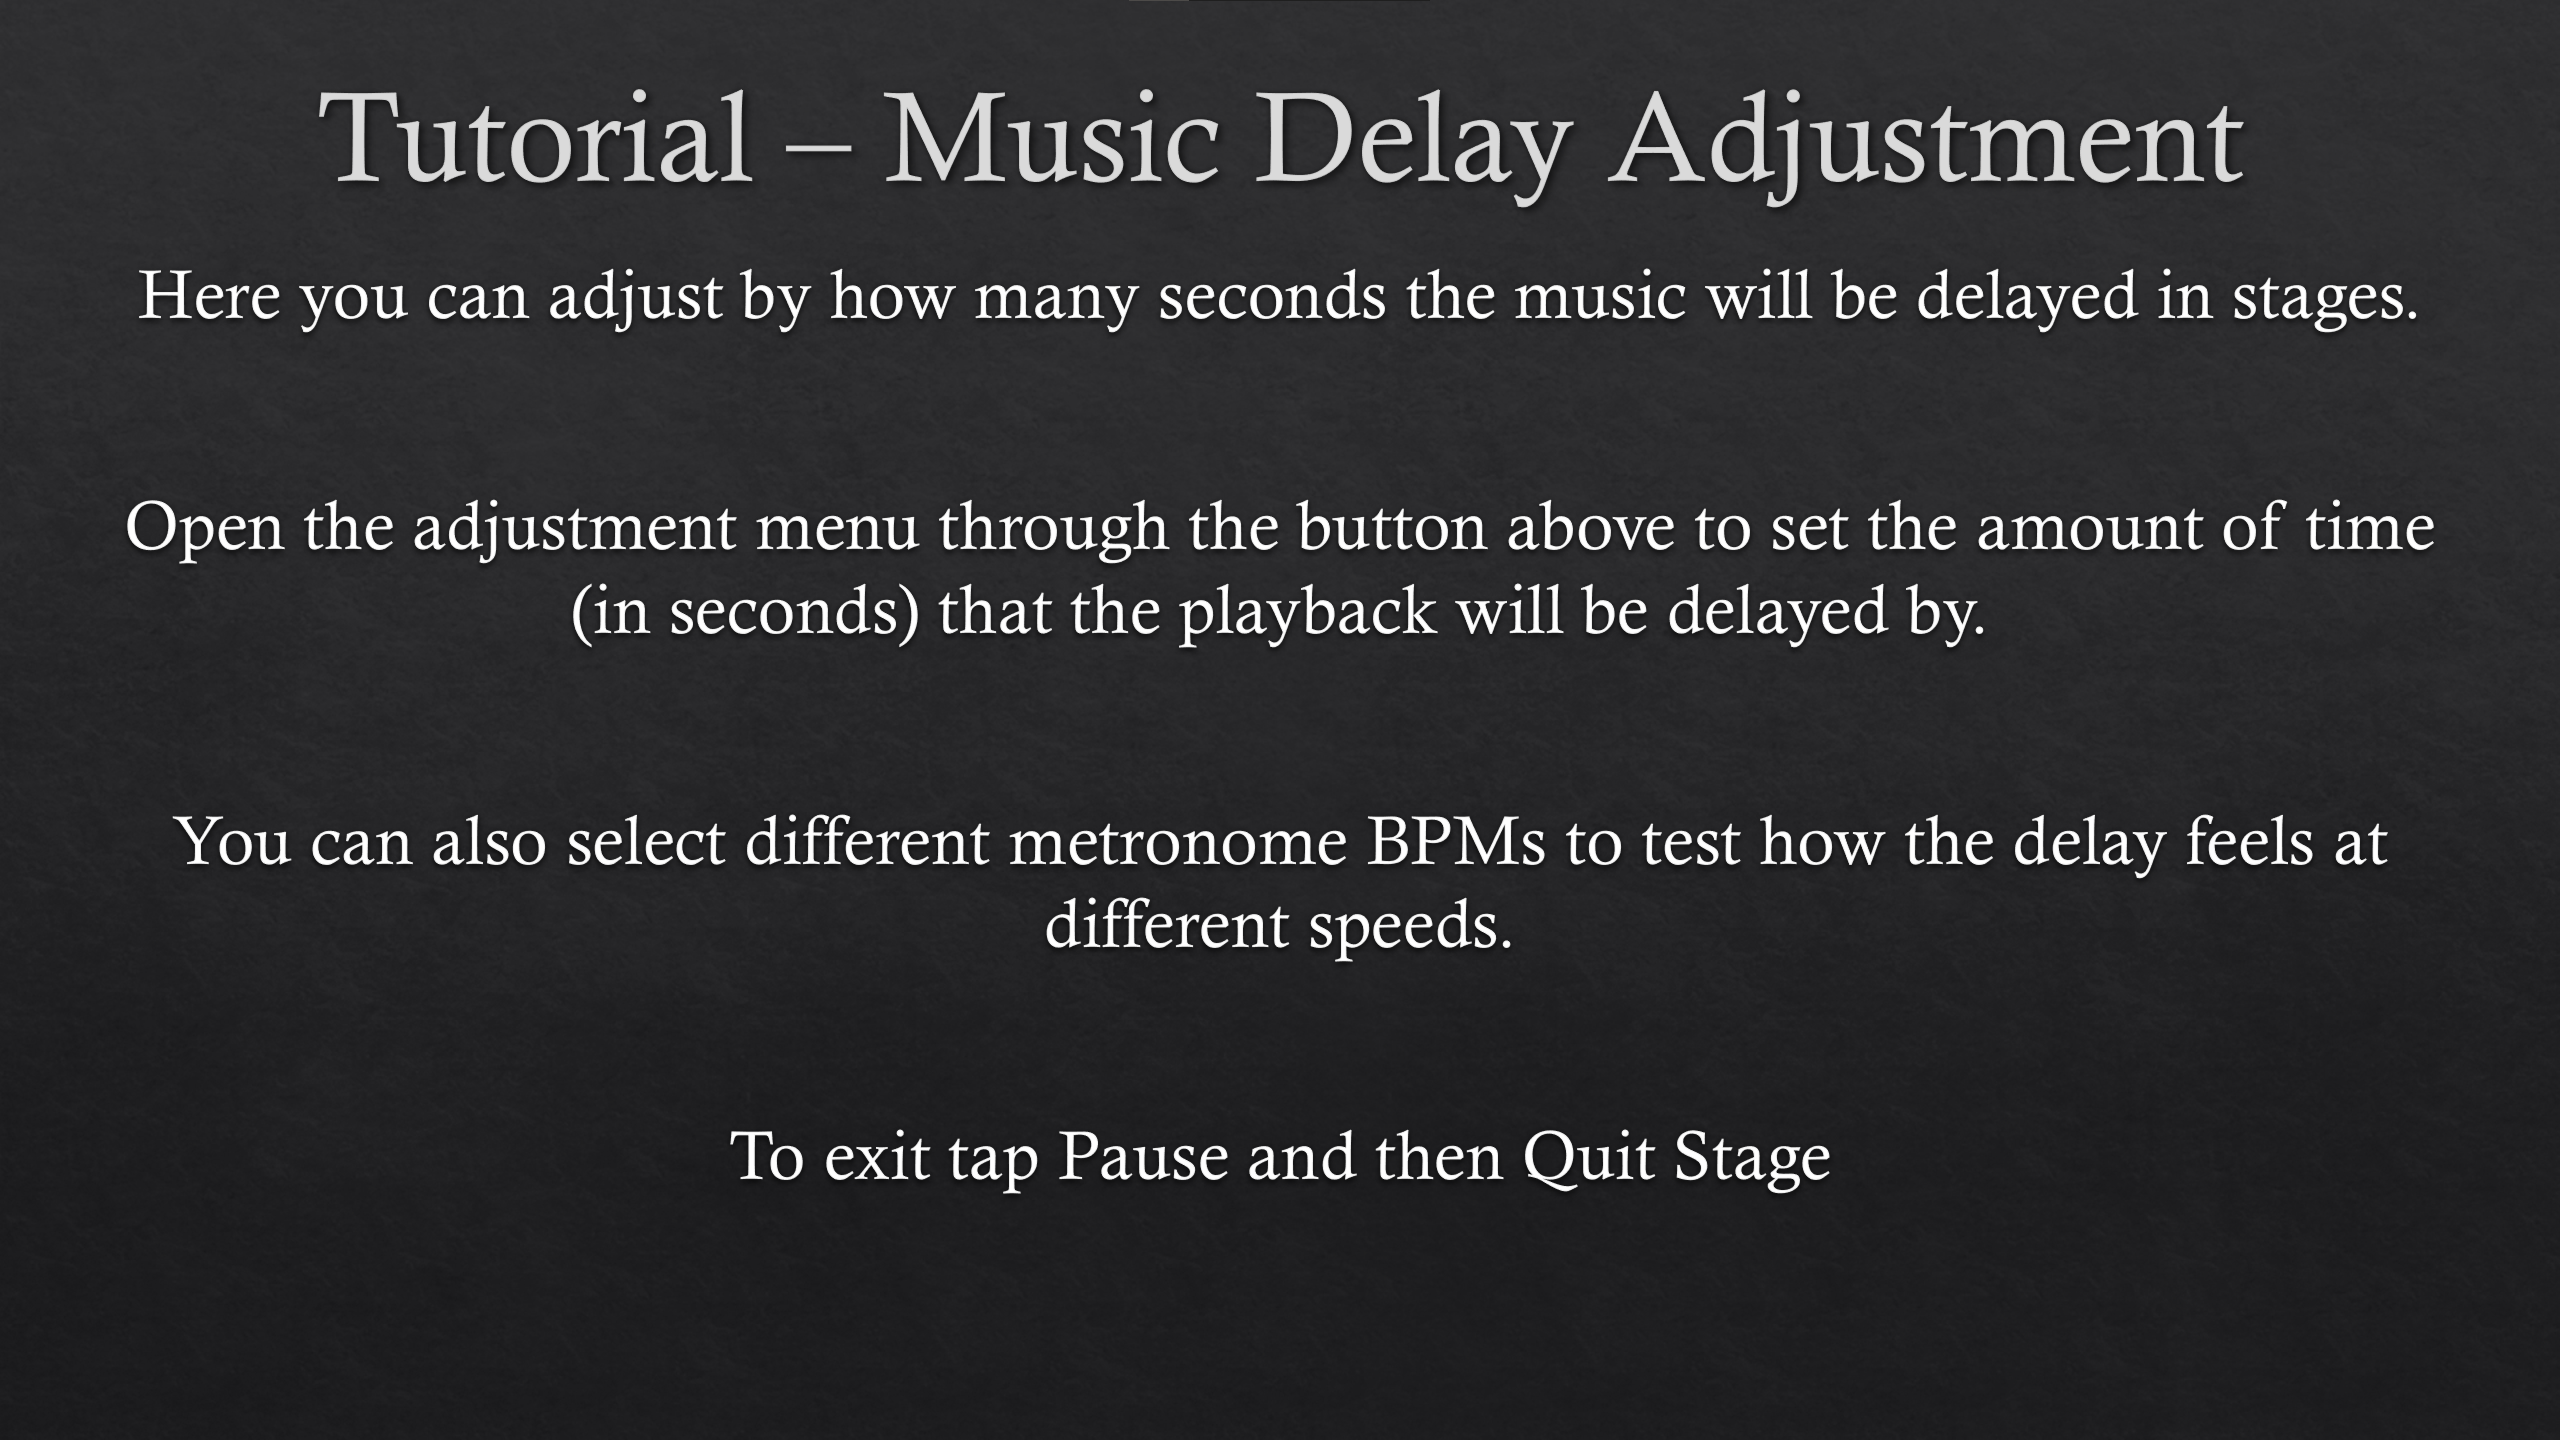 Tutorial – Music Delay Adjustment
Here you can adjust by how many seconds the music will be delayed in stages.
Open the adjustment menu through the button above to set the amount of time
(in seconds) that the playback will be delayed by.
You can also select different metronome BPMs to test how the delay feels at
different speeds.
To exit tap Pause and then Quit Stage